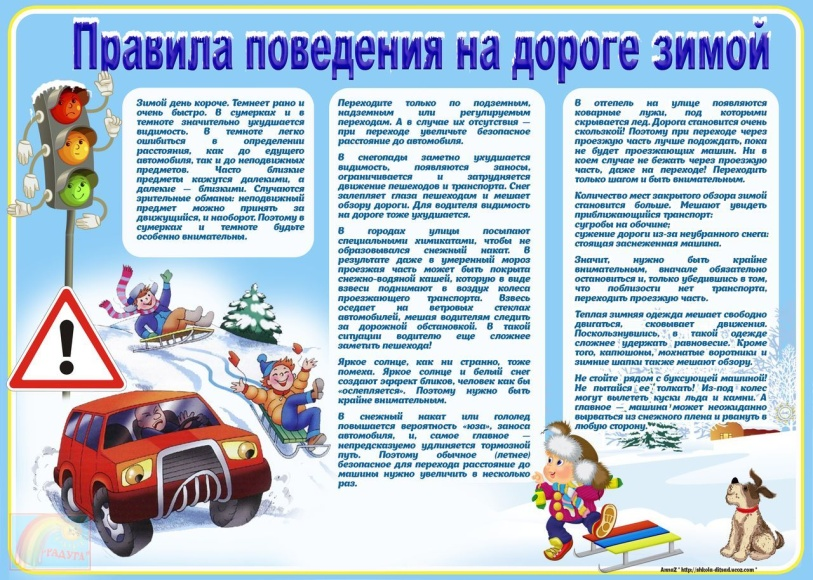 Правила поведения на дороге зимой
Зимой день короче. Темнеет рано и
очень быстро. В сумерках и в
темноте значительно ухудшается
видимость. В темноте легко
ошибиться в определении
расстояния, как до едущего
автомобиля, так и до неподвижных
предметов. Часто близкие
предметы кажутся далекими, а
далекие — близкими. Случаются
зрительные обманы: неподвижный
предмет можно принять за
движущийся, и наоборот. Поэтому в
сумерках и темноте будьте
особенно внимательны.
Переходите только по подземным,
надземным или регулируемым
переходам. А в случае их отсутствия —
при переходе увеличьте безопасное
расстояние до автомобиля.
В снегопады заметно ухудшается
видимость, появляются заносы,
ограничивается и затрудняется
движение пешеходов и транспорта. Снег
залепляет глаза пешеходам и мешает
обзору дороги. Для водителя видимость
на дороге тоже ухудшается.
В городах улицы посыпают
специальными химикатами, чтобы не
образовывался снежный накат. В
результате даже в умеренный мороз
проезжая часть может быть покрыта
снежно-водяной кашей, которую в виде
взвеси поднимают в воздух колеса
проезжающего транспорта. Взвесь
оседает на ветровых стеклах
автомобилей, мешая водителям следить
за дорожной обстановкой. В такой
ситуации водителю еще сложнее
заметить пешехода!
Яркое солнце, как ни странно, тоже
помеха. Яркое солнце и белый снег
создают эффект бликов, человек как бы
«ослепляется». Поэтому нужно быть
крайне внимательным.
В снежный накат или гололед
повышается вероятность «юза», заноса
автомобиля, и, самое главное —
непредсказуемо удлиняется тормозной
путь. Поэтому обычное (летнее)
безопасное для перехода расстояние до
машины нужно увеличить в несколько
раз.
В оттепель на улице появляются
коварные лужи, под которыми
скрывается лед. Дорога становится очень
скользкой! Поэтому при переходе через
проезжую часть лучше подождать, пока
не будет проезжающих машин. Ни в
коем случае не бежать через проезжую
часть, даже на переходе! Переходить
только шагом и быть внимательным.
Количество мест закрытого обзора зимой
становится больше. Мешают увидеть
приближающийся транспорт:
сугробы на обочине;
сужение дороги из-за неубранного снега;
стоящая заснеженная машина.
Значит, нужно быть крайне
внимательным, вначале обязательно
остановиться и, только убедившись в том,
что поблизости нет транспорта,
переходить проезжую часть.
Теплая зимняя одежда мешает свободно
двигаться, сковывает движения.
Поскользнувшись, в такой одежде
сложнее удержать равновесие. Кроме
того, капюшоны, мохнатые воротники и
зимние шапки также мешают обзору.
Не стойте рядом с буксующей машиной!
Не пытайся ее толкать! Из-под колес
могут вылететь куски льда и камни. А
главное — машина может неожиданно
вырваться из снежного плена и рвануть в
любую сторону.
"РАДУГА"